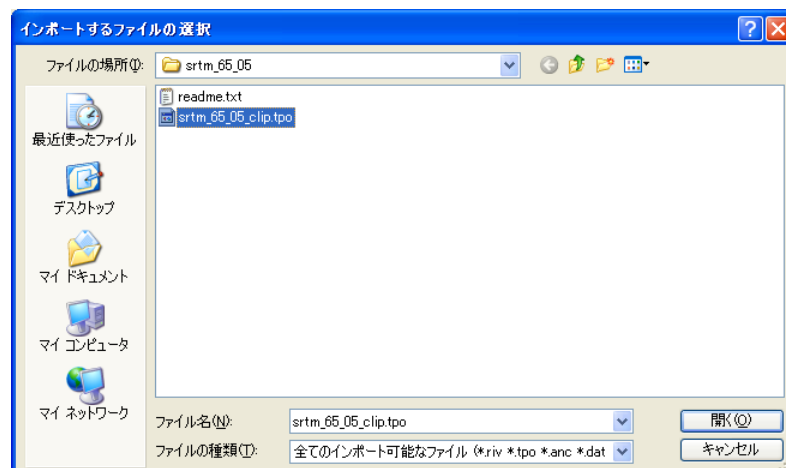 インポートするファイルの選択
ファイルの場所(I):
srtm_65_05
readme.txt
srtm_65_05_clip.tpo
最近使ったファイル
デスクトップ
マイ ドキュメント
マイ コンピュータ
マイ ネットワーク
ファイル名(N):
srtm_65_05_clip.tpo
開く(O)
ファイルの種類(T):
全てのインポート可能なファイル (*.riv *.tpo *.anc *.dat
キャンセル